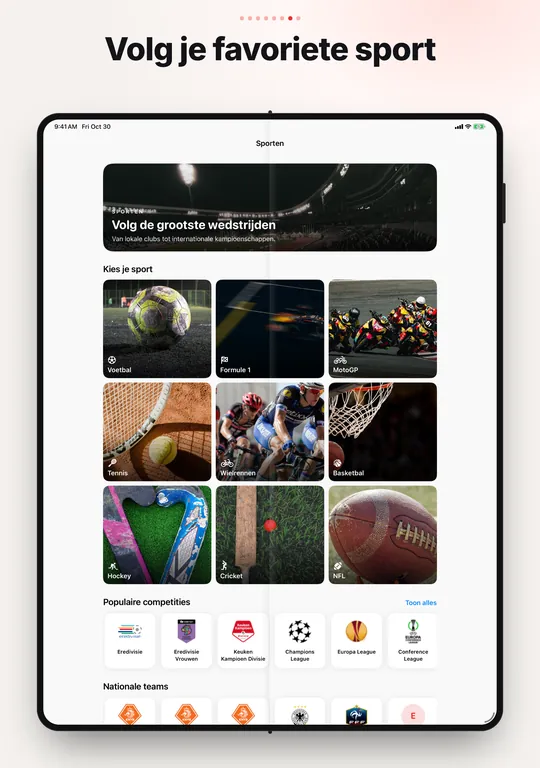 Volg je favoriete sport
9:41 AM Fri Oct 30
Sporten
SPORTEN
Volg de grootste wedstrijden
Van lokale clubs tot internationale kampioenschappen.
Kies je sport
Voetbal
Formule 1
MotoGP
Tennis
Wielrennen
Basketbal
Hockey
Cricket
NFL
Populaire competities
Toon alles
Eredivisie
Eredivisie
Vrouwen
Keuken
Kampioen Divisie
Champions
League
Europa League
Conference
League
Nationale teams
E